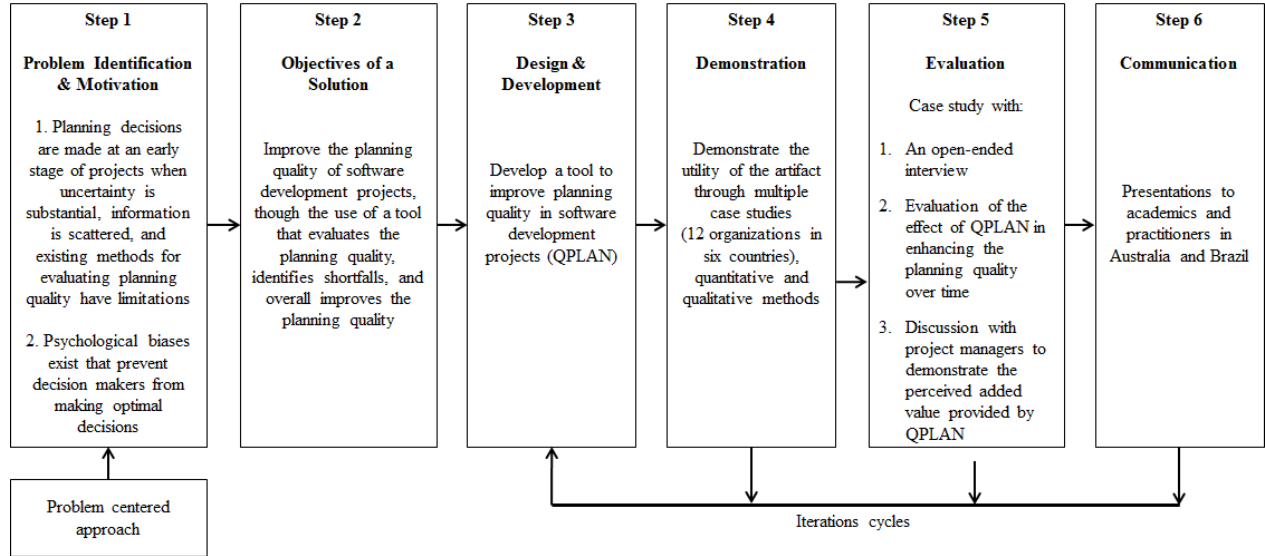 Step 1
Problem Identification
& Motivation
1. Planning decisions
are made at an early
stage of projects when
uncertainty is
substantial, information
is scattered, and
existing methods for
evaluating planning
quality have limitations
2. Psychological biases
exist that prevent
decision makers from
making optimal
decisions
Problem centered
approach
Step 2
Objectives of a
Solution
Improve the planning
quality of software
development projects,
though the use of a tool
that evaluates the
planning quality,
identifies shortfalls, and
overall improves the
planning quality
Step 3
Design &
Development
Develop a tool to
improve planning
quality in software
development
projects (QPLAN)
Step 4
Demonstration
Demonstrate the
utility of the artifact
through multiple
case studies
(12 organizations in
six countries),
quantitative and
qualitative methods
Step 5
Evaluation
Case study with:
1. An open-ended
interview
2. Evaluation of the
effect of QPLAN in
enhancing the
planning quality
over time
3. Discussion with
project managers to
demonstrate the
perceived added
value provided by
QPLAN
Step 6
Communication
Presentations to
academics and
practitioners in
Australia and Brazil
Iterations cycles